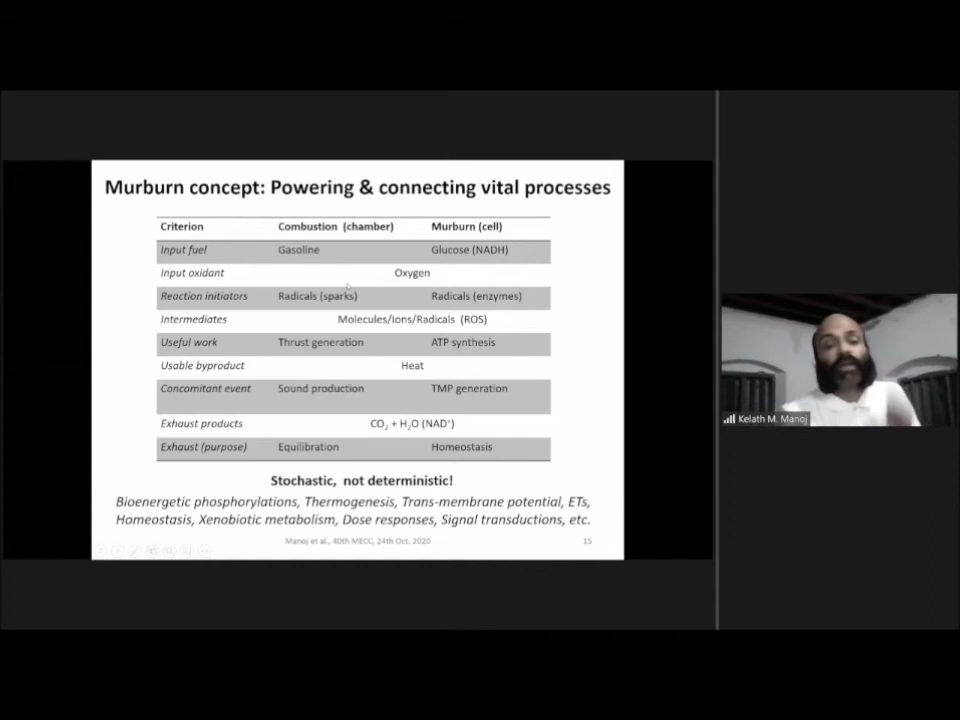 Murburn concept: Powering & connecting vital processes
Criterion Combustion (chamber) Murburn (cell)
Input fuel Gasoline Glucose (NADH)
Input oxidant Oxygen
Reaction initiators Radicals (sparks) Radicals (enzymes)
Intermediates Molecules/Ions/Radicals (ROS)
Useful work Thrust generation ATP synthesis
Usable byproduct Heat
Concomitant event Sound production TMP generation
Exhaust products CO₂ + H₂O (NAD⁺)
Exhaust (purpose) Equilibration Homeostasis
Stochastic, not deterministic!
Bioenergetic phosphorylations, Thermogenesis, Trans-membrane potential, ETs,
Homeostasis, Xenobiotic metabolism, Dose responses, Signal transductions, etc.
Manoj et al., 40th MECC, 24th Oct. 2020 15
Kelath M. Manoj